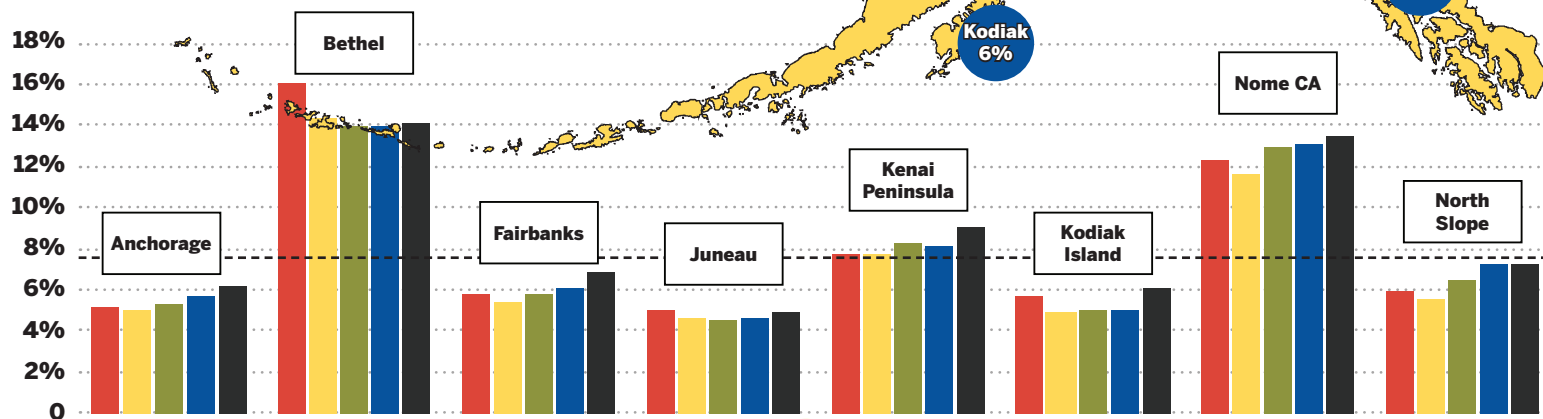 Kodiak
6%
18%
16%
14%
12%
10%
8%
6%
4%
2%
0
Anchorage
Bethel
Fairbanks
Juneau
Kenai
Peninsula
Kodiak
Island
Nome CA
North
Slope